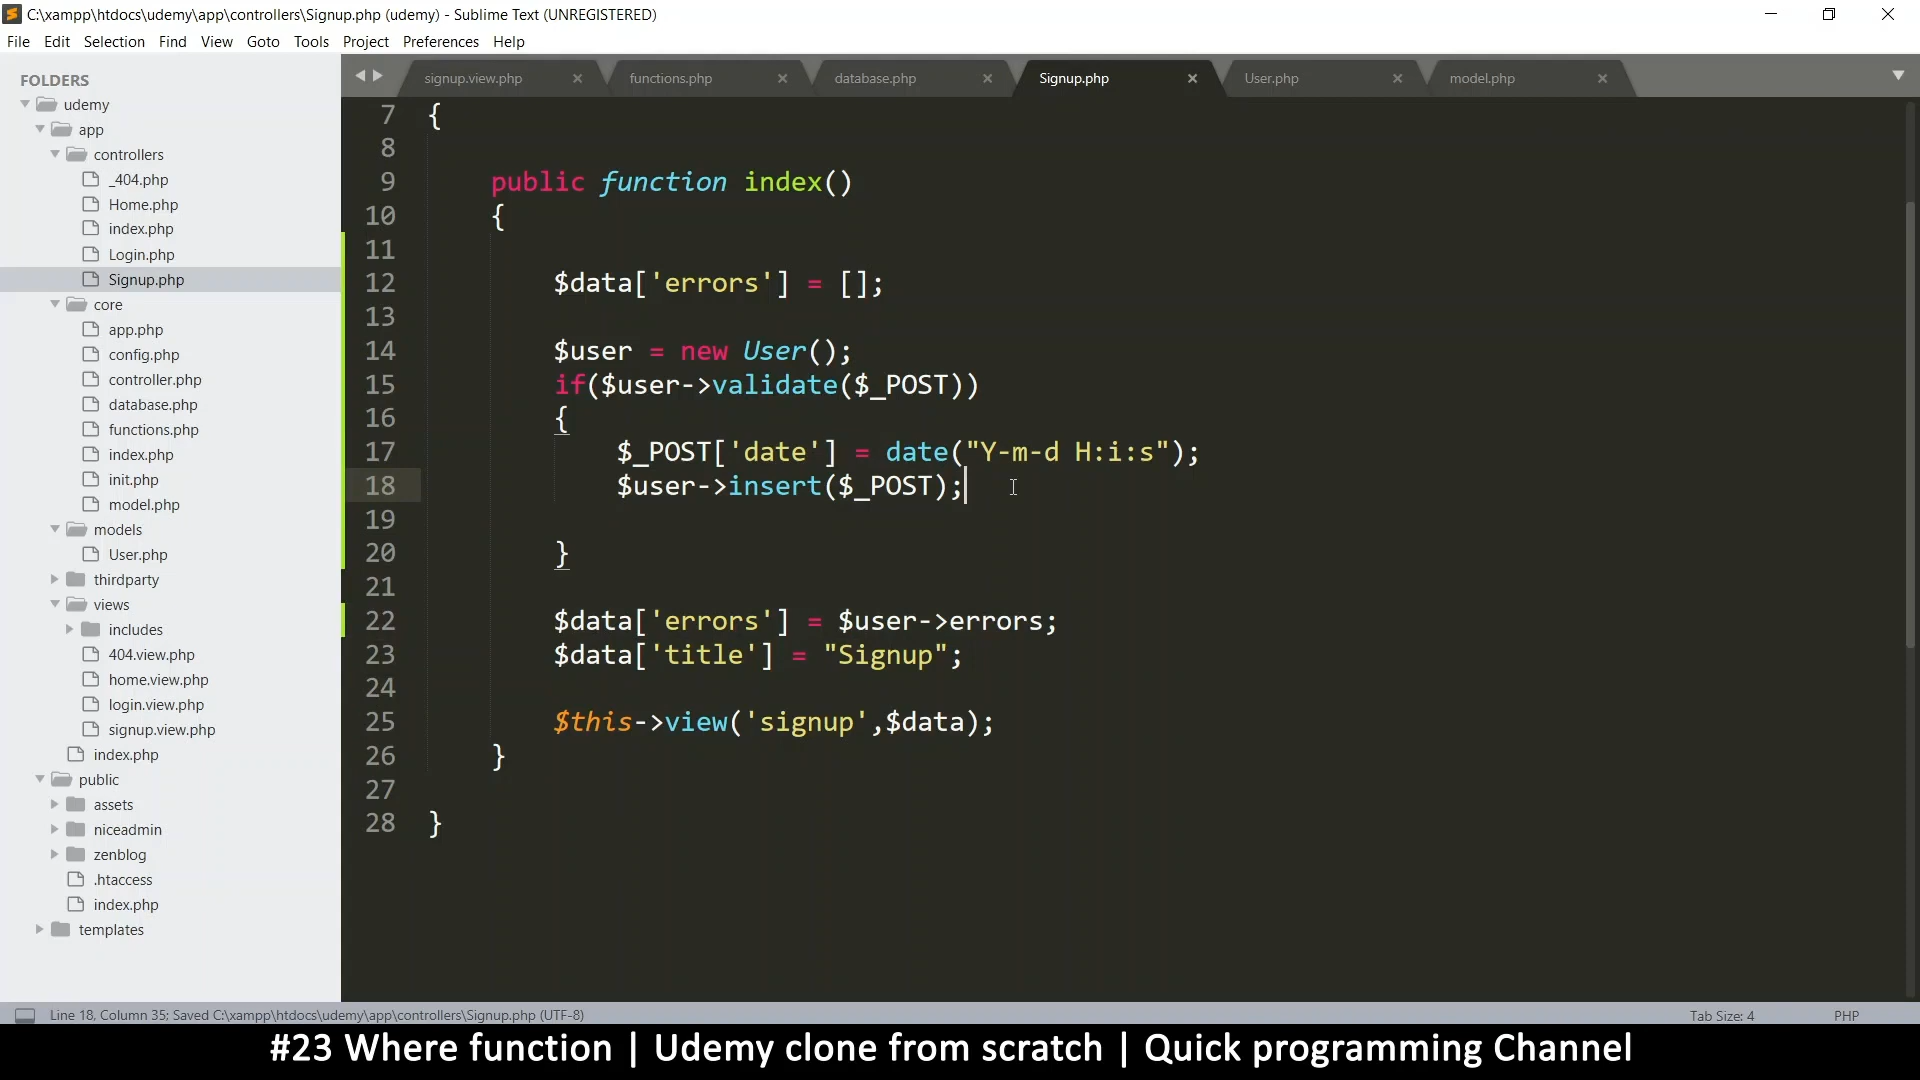 C:\xampp\htdocs\udemy\app\controllers\Signup.php (udemy) - Sublime Text (UNREGISTERED)
File Edit Selection Find View Goto Tools Project Preferences Help
FOLDERS
udemy
app
controllers
_404.php
Home.php
index.php
Login.php
Signup.php
core
app.php
config.php
controller.php
database.php
functions.php
index.php
init.php
model.php
models
User.php
thirdparty
views
includes
404.view.php
home.view.php
login.view.php
signup.view.php
index.php
public
assets
niceadmin
zenblog
.htaccess
index.php
templates
signup.view.php functions.php database.php Signup.php User.php model.php
7 {
8
9 public function index()
10 {
11
12 $data['errors'] = [];
13
14 $user = new User();
15 if($user->validate($_POST))
16 {
17 $_POST['date'] = date("Y-m-d H:i:s");
18 $user->insert($_POST);
19
20 }
21
22 $data['errors'] = $user->errors;
23 $data['title'] = "Signup";
24
25 $this->view('signup',$data);
26 }
27
28 }
Line 18, Column 35; Saved C:\xampp\htdocs\udemy\app\controllers\Signup.php (UTF-8) Tab Size: 4 PHP
#23 Where function | Udemy clone from scratch | Quick programming Channel